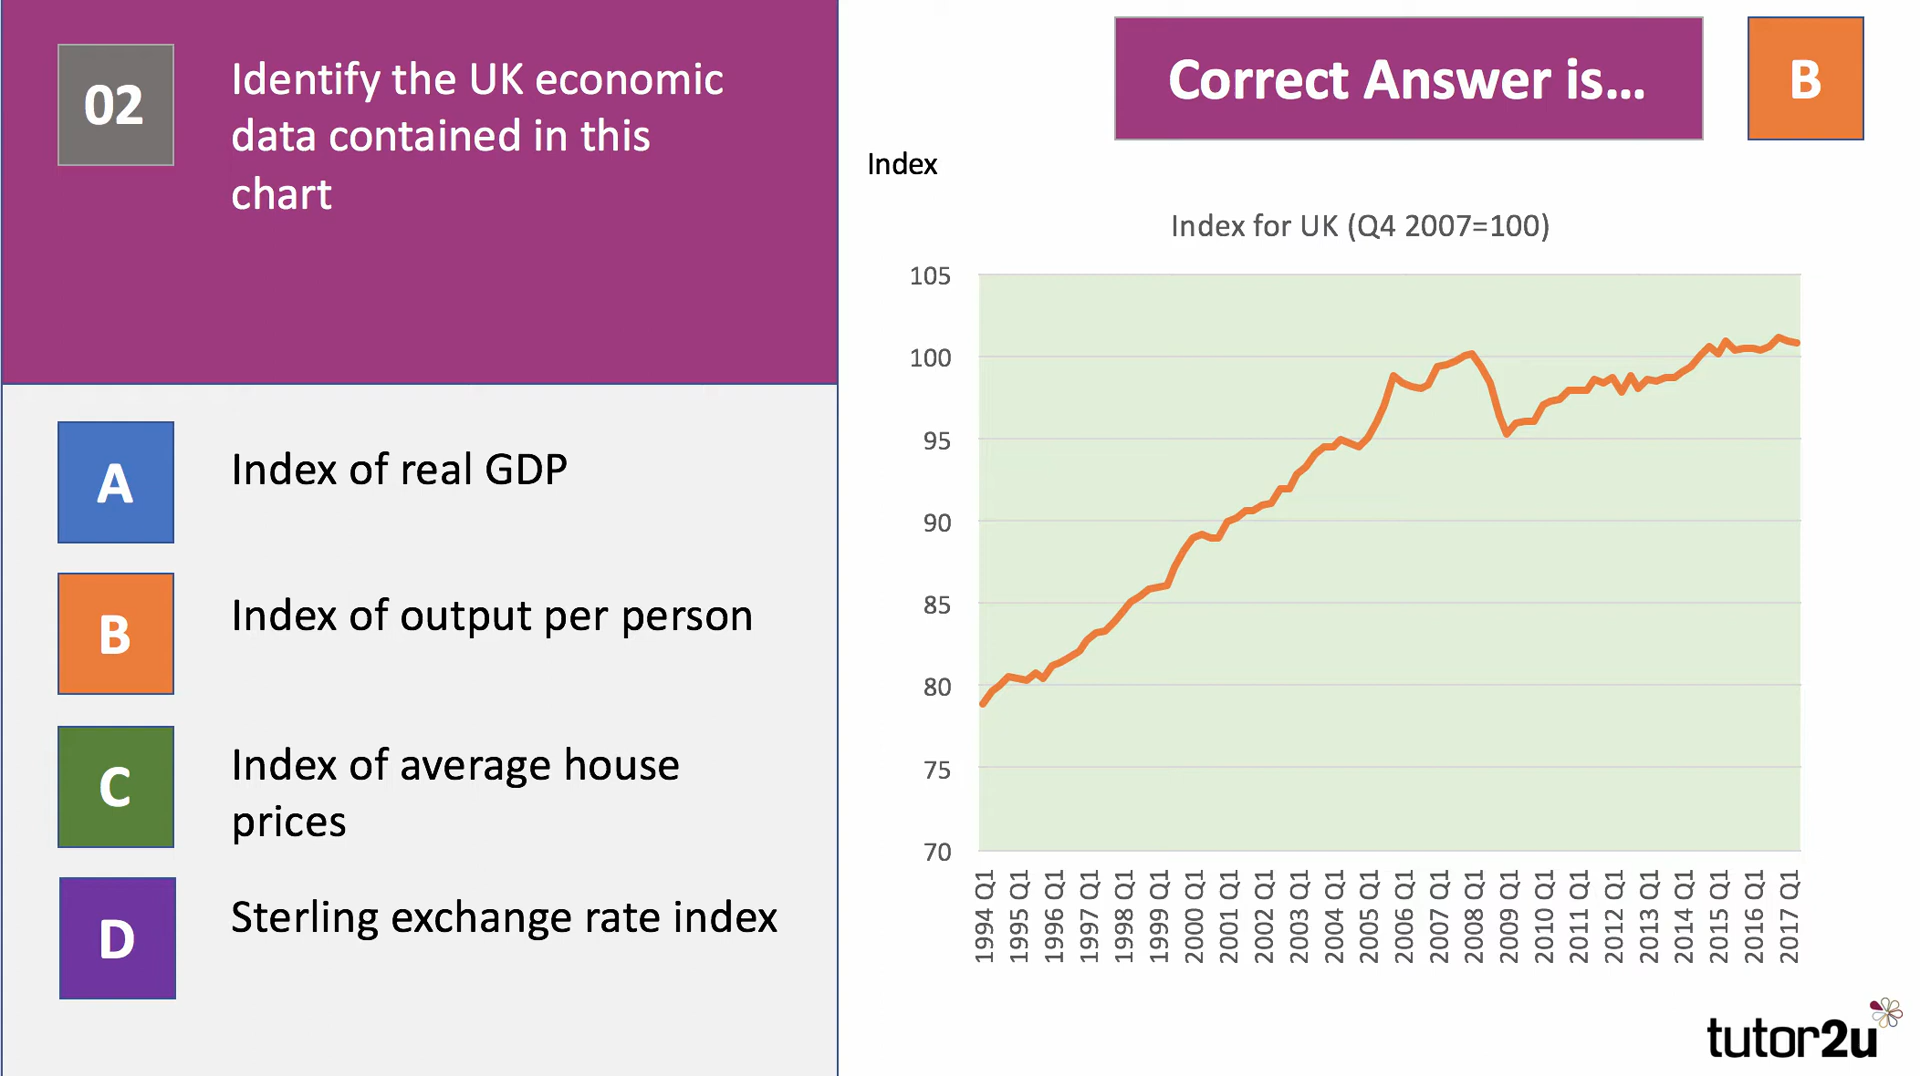 02
Identify the UK economic
data contained in this
chart
A
Index of real GDP
B
Index of output per person
C
Index of average house
prices
D
Sterling exchange rate index
Correct Answer is...
B
Index
Index for UK (Q4 2007=100)
105
100
95
90
85
80
75
70
1994 Q1
1995 Q1
1996 Q1
1997 Q1
1998 Q1
1999 Q1
2000 Q1
2001 Q1
2002 Q1
2003 Q1
2004 Q1
2005 Q1
2006 Q1
2007 Q1
2008 Q1
2009 Q1
2010 Q1
2011 Q1
2012 Q1
2013 Q1
2014 Q1
2015 Q1
2016 Q1
2017 Q1
tutor2u